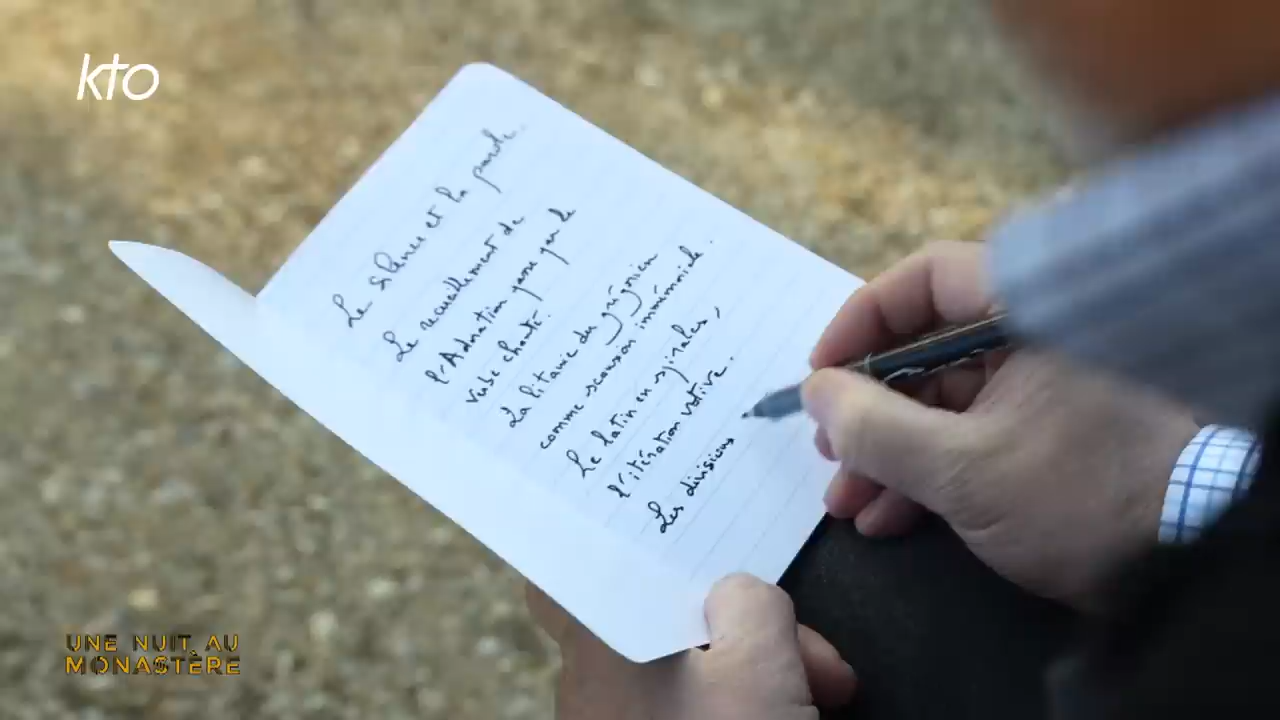 kto
Le silence et la parole.
Le recueillement de
l'Adoration passe par le
verbe chanté.
La litanie du grégorien
comme scansion immémoriale.
Le latin en spirales,
l'itération votive.
Les divisions
UNE NUIT AU
MONASTÈRE